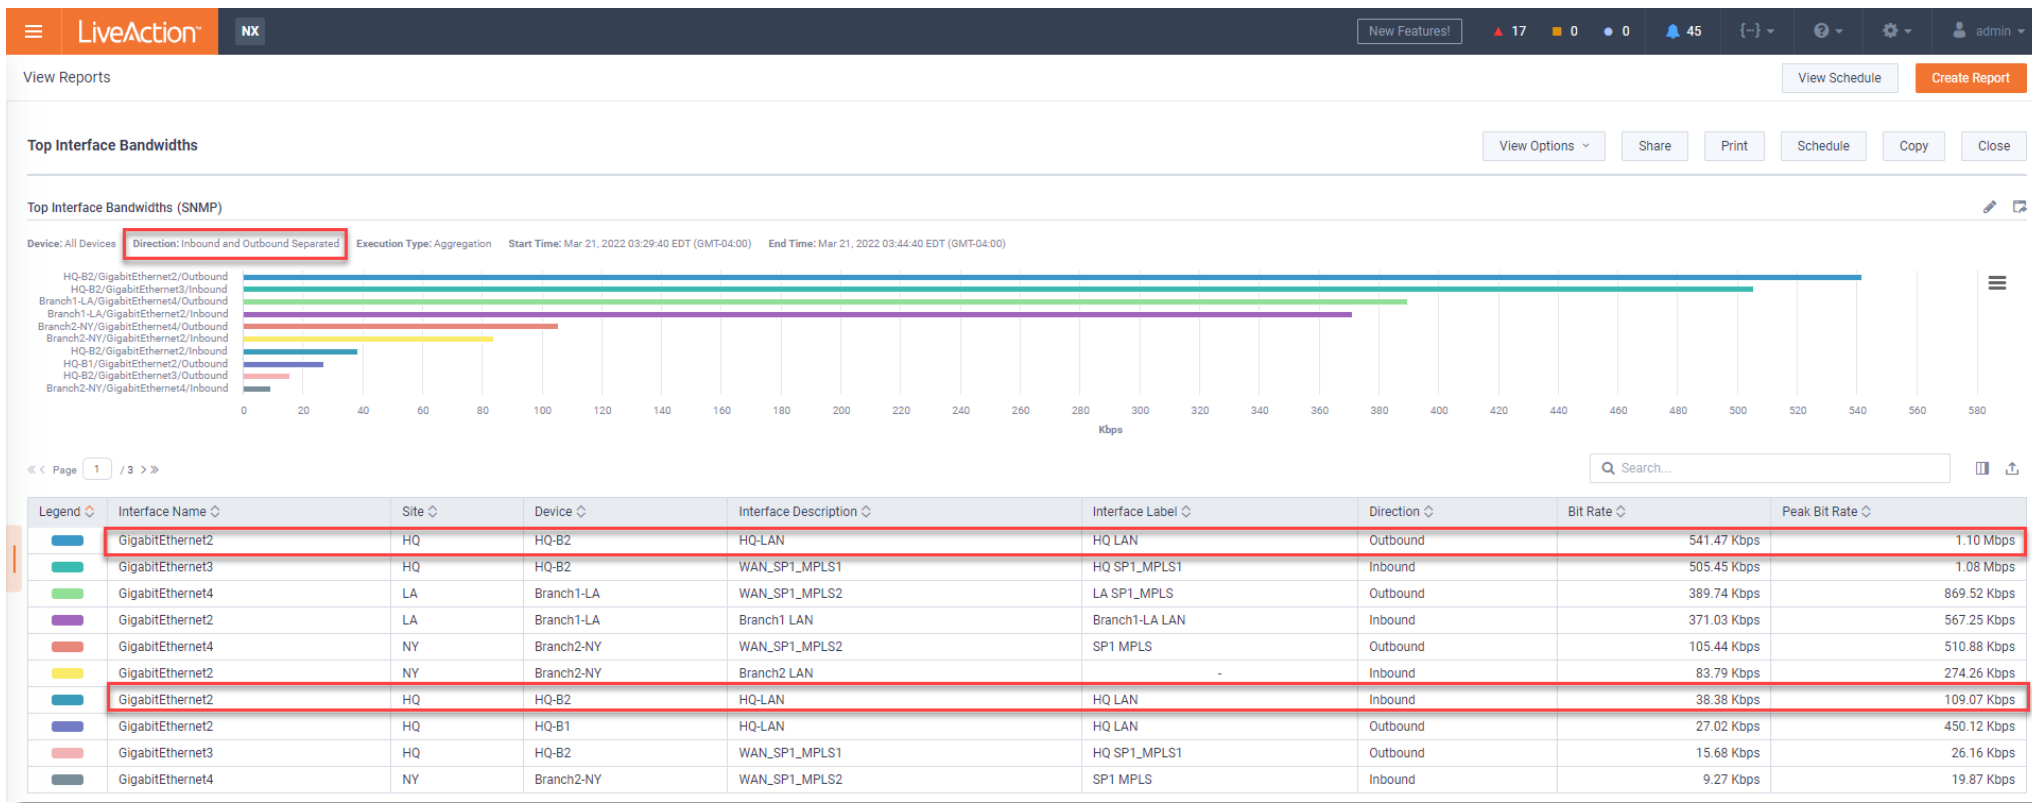 LiveAction™ NX New Features! 17 0 0 45 {··} ? admin
View Reports View Schedule Create Report
Top Interface Bandwidths View Options Share Print Schedule Copy Close
Top Interface Bandwidths (SNMP)
Device: All Devices Direction: Inbound and Outbound Separated Execution Type: Aggregation Start Time: Mar 21, 2022 03:29:40 EDT (GMT-04:00) End Time: Mar 21, 2022 03:44:40 EDT (GMT-04:00)
HQ-B2/GigabitEthernet2/Outbound
HQ-B2/GigabitEthernet3/Inbound
Branch1-LA/GigabitEthernet4/Outbound
Branch1-LA/GigabitEthernet2/Inbound
Branch2-NY/GigabitEthernet4/Outbound
Branch2-NY/GigabitEthernet2/Inbound
HQ-B2/GigabitEthernet2/Inbound
HQ-B1/GigabitEthernet2/Outbound
HQ-B2/GigabitEthernet3/Outbound
Branch2-NY/GigabitEthernet4/Inbound
0 20 40 60 80 100 120 140 160 180 200 220 240 260 280 300 320 340 360 380 400 420 440 460 480 500 520 540 560 580
Kbps
« < Page 1 / 3 > » Search...
Legend Interface Name Site Device Interface Description Interface Label Direction Bit Rate Peak Bit Rate
GigabitEthernet2 HQ HQ-B2 HQ-LAN HQ LAN Outbound 541.47 Kbps 1.10 Mbps
GigabitEthernet3 HQ HQ-B2 WAN_SP1_MPLS1 HQ SP1_MPLS1 Inbound 505.45 Kbps 1.08 Mbps
GigabitEthernet4 LA Branch1-LA WAN_SP1_MPLS2 LA SP1_MPLS Outbound 389.74 Kbps 869.52 Kbps
GigabitEthernet2 LA Branch1-LA Branch1 LAN Branch1-LA LAN Inbound 371.03 Kbps 567.25 Kbps
GigabitEthernet4 NY Branch2-NY WAN_SP1_MPLS2 SP1 MPLS Outbound 105.44 Kbps 510.88 Kbps
GigabitEthernet2 NY Branch2-NY Branch2 LAN - Inbound 83.79 Kbps 274.26 Kbps
GigabitEthernet2 HQ HQ-B2 HQ-LAN HQ LAN Inbound 38.38 Kbps 109.07 Kbps
GigabitEthernet2 HQ HQ-B1 HQ-LAN HQ LAN Outbound 27.02 Kbps 450.12 Kbps
GigabitEthernet3 HQ HQ-B2 WAN_SP1_MPLS1 HQ SP1_MPLS1 Outbound 15.68 Kbps 26.16 Kbps
GigabitEthernet4 NY Branch2-NY WAN_SP1_MPLS2 SP1 MPLS Inbound 9.27 Kbps 19.87 Kbps